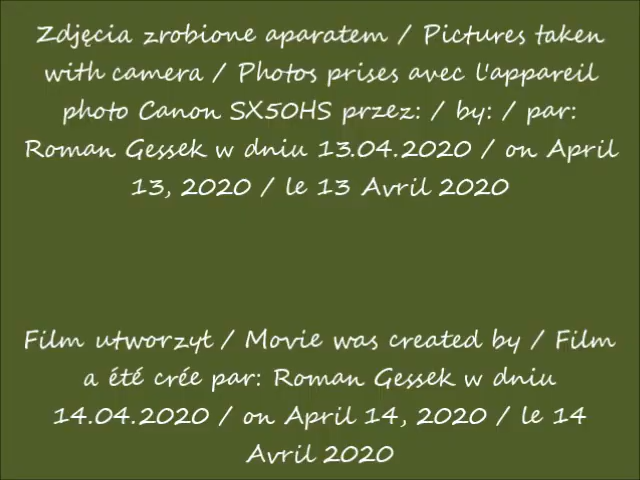 Zdjęcia zrobione aparatem / Pictures taken
with camera / Photos prises avec l'appareil
photo Canon SX50HS przez: / by: / par:
Roman Gessek w dniu 13.04.2020 / on April
13, 2020 / le 13 Avril 2020
Film utworzył / Movie was created by / Film
a été crée par: Roman Gessek w dniu
14.04.2020 / on April 14, 2020 / le 14
Avril 2020